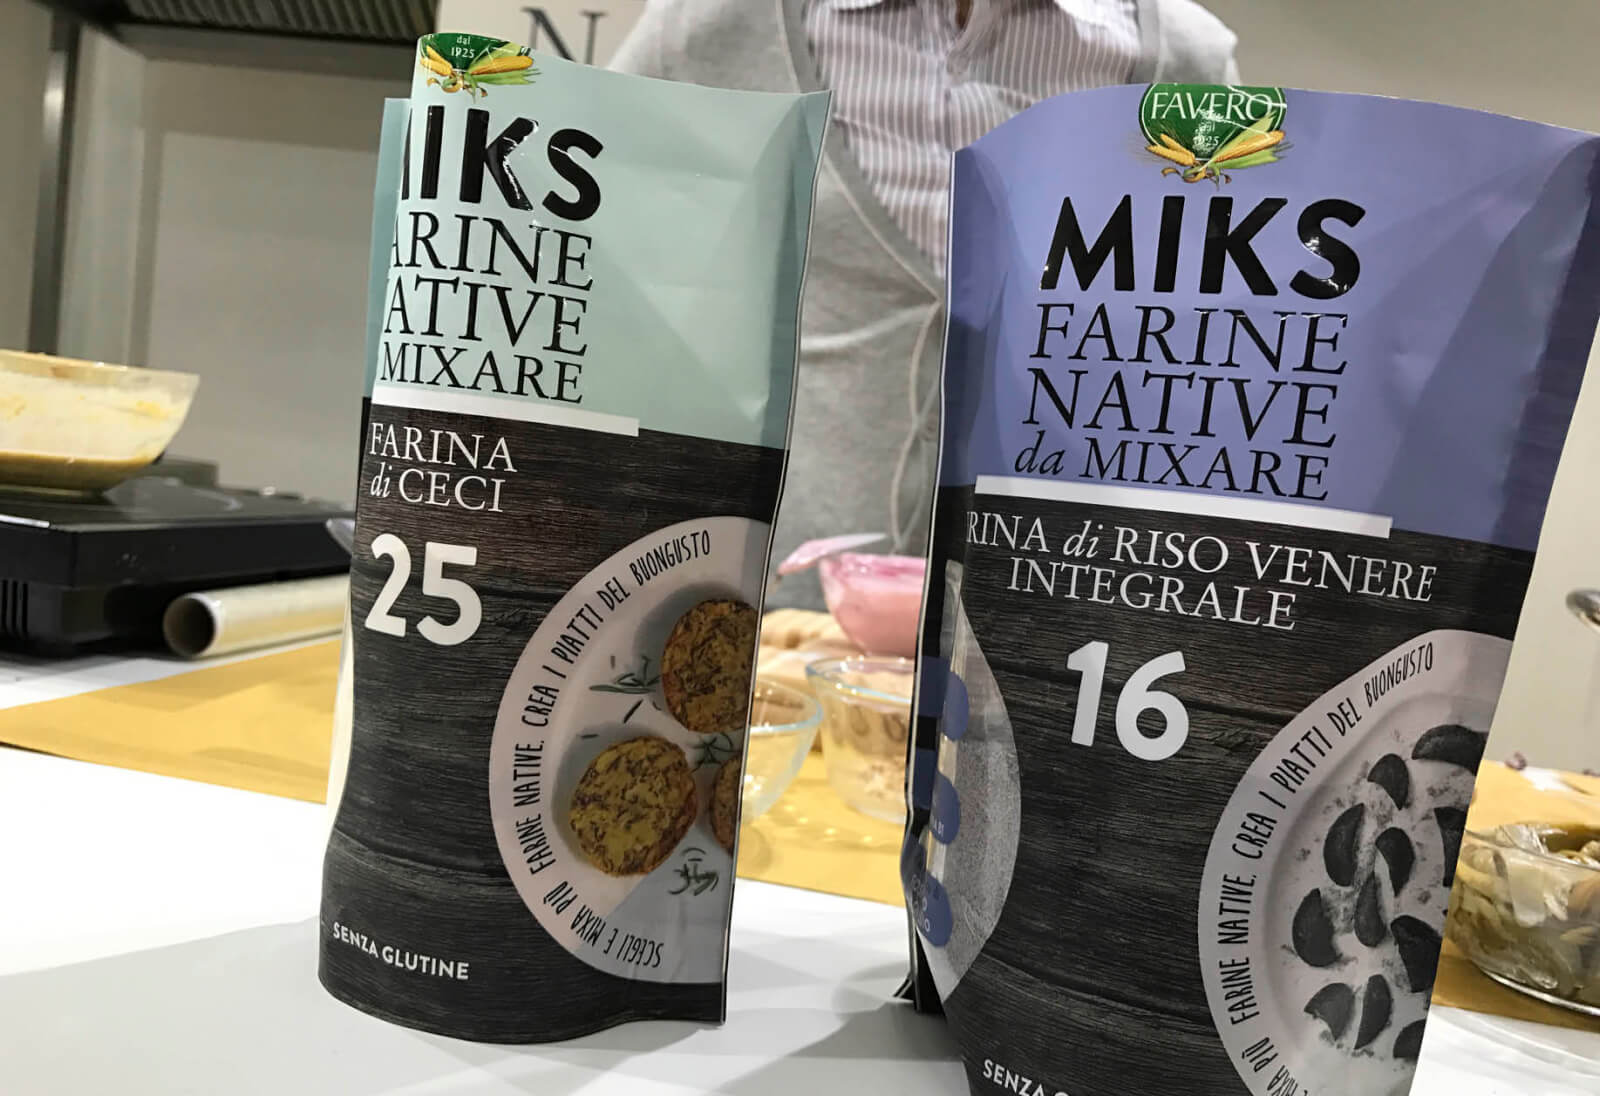 N
dal
1925
MIKS
FARINE
NATIVE
MIXARE
FARINA
di CECI
25
SCEGLI E MIXA PIÙ FARINE NATIVE. CREA I PIATTI DEL BUONGUSTO
SENZA GLUTINE
FAVERO
dal
1925
MIKS
FARINE
NATIVE
da MIXARE
RINA di RISO VENERE
INTEGRALE
16
MIXA PIÙ FARINE NATIVE. CREA I PIATTI DEL BUONGUSTO
SENZA G